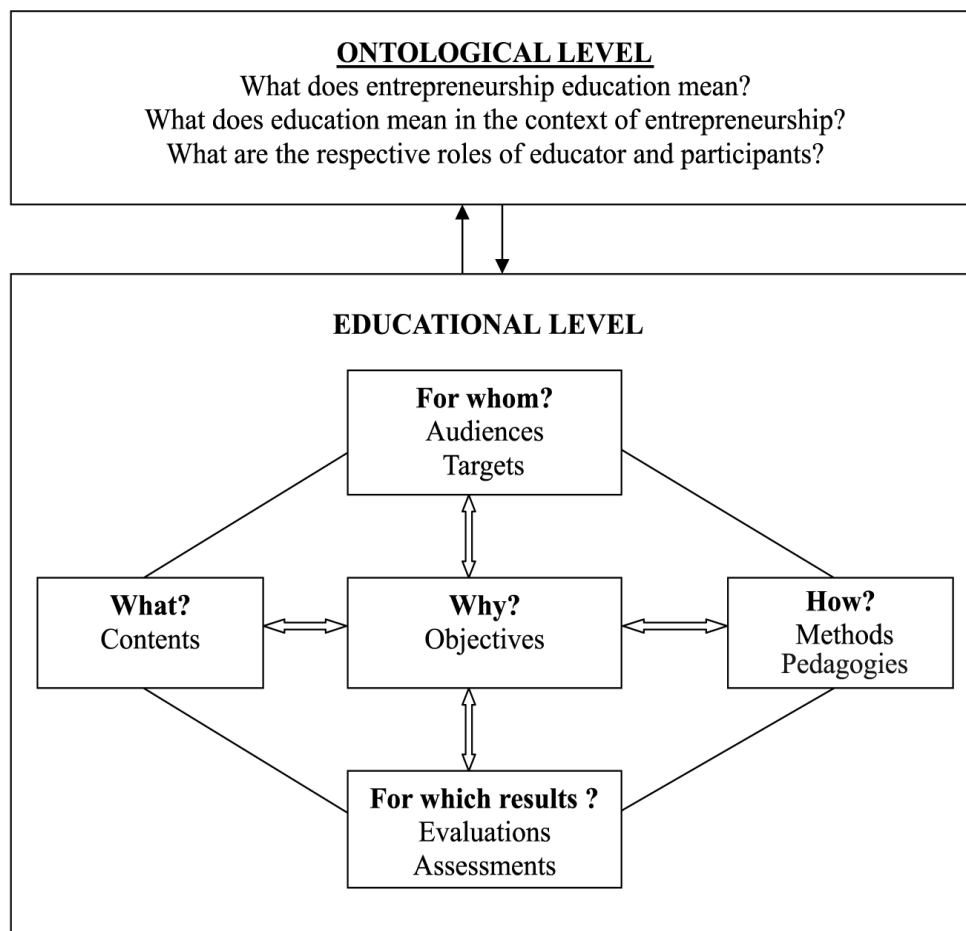 ONTOLOGICAL LEVEL
What does entrepreneurship education mean?
What does education mean in the context of entrepreneurship?
What are the respective roles of educator and participants?
EDUCATIONAL LEVEL
For whom?
Audiences
Targets
What?
Contents
Why?
Objectives
How?
Methods
Pedagogies
For which results ?
Evaluations
Assessments